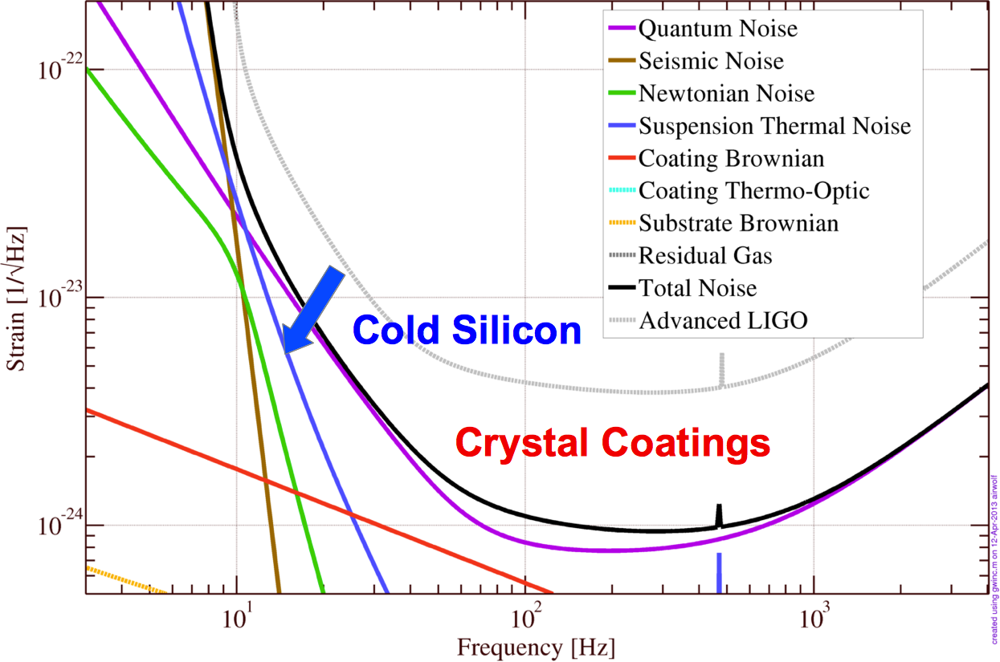 10^-22
10^-23
10^-24
Strain [1/√Hz]
Quantum Noise
Seismic Noise
Newtonian Noise
Suspension Thermal Noise
Coating Brownian
Coating Thermo-Optic
Substrate Brownian
Residual Gas
Total Noise
Advanced LIGO
Cold Silicon
Crystal Coatings
10^1
10^2
10^3
Frequency [Hz]
created using gwinc.m on 12-Apr-2013 airwolf